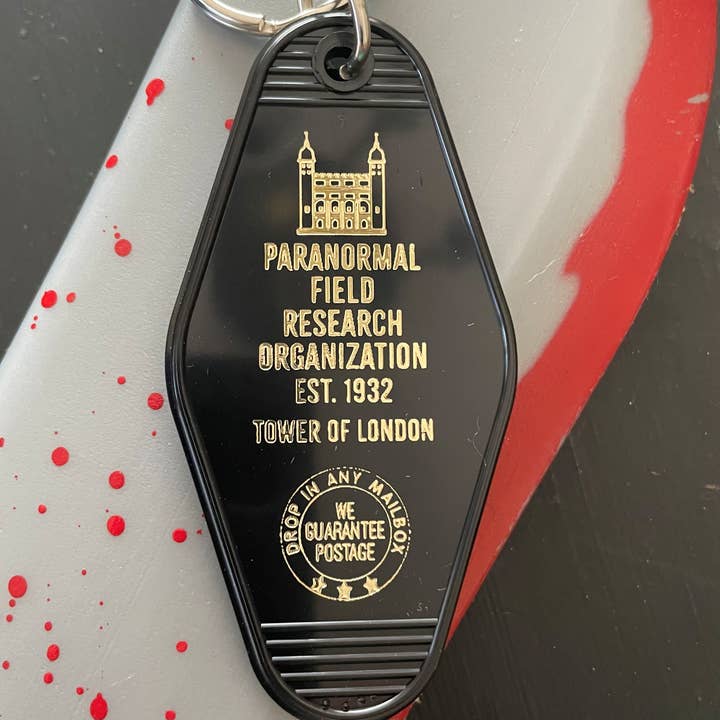 PARANORMAL
FIELD
RESEARCH
ORGANIZATION
EST. 1932
TOWER OF LONDON
DROP IN ANY MAILBOX
WE
GUARANTEE
POSTAGE